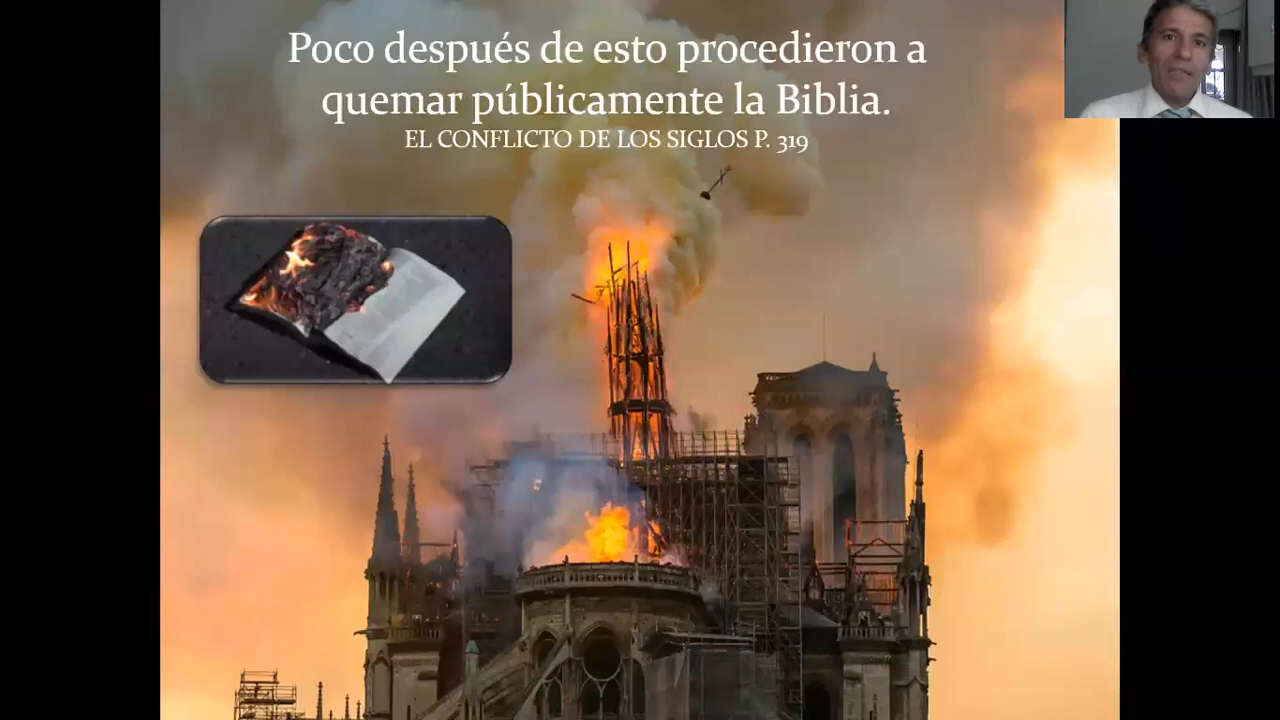 Poco después de esto procedieron a
quemar públicamente la Biblia.
EL CONFLICTO DE LOS SIGLOS P. 319